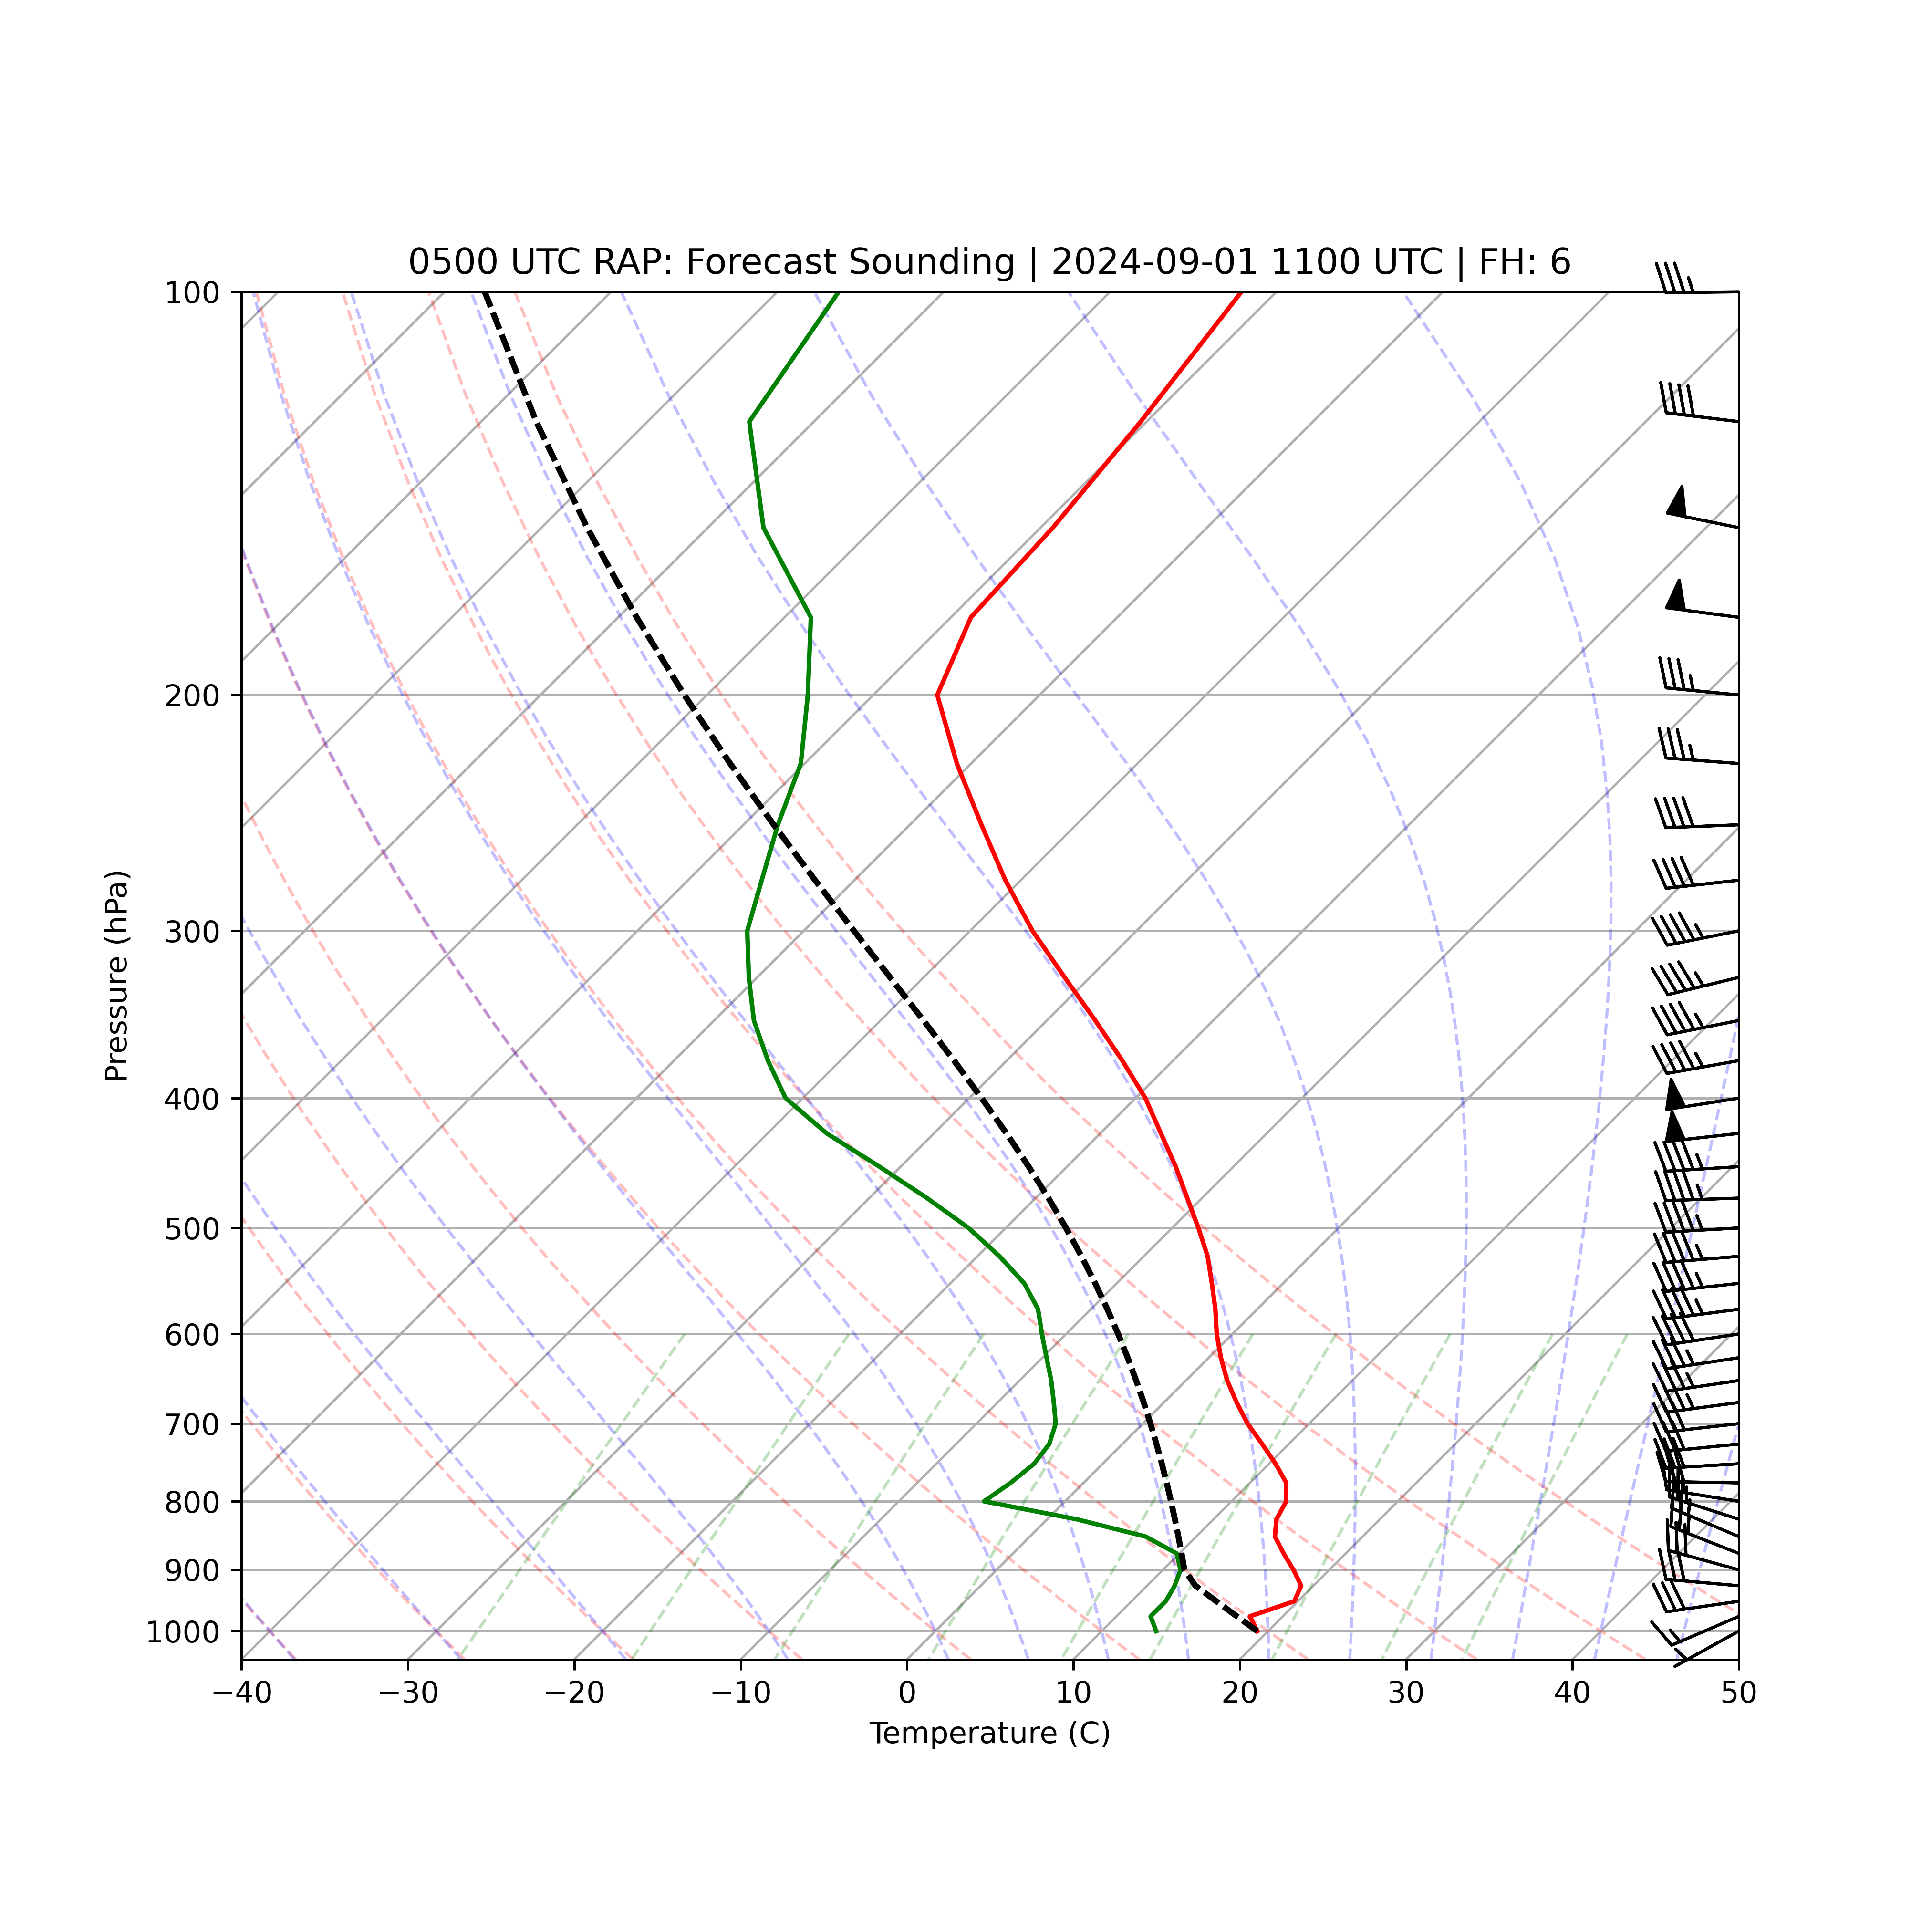 0500 UTC RAP: Forecast Sounding | 2024-09-01 1100 UTC | FH: 6
100
200
300
400
500
600
700
800
900
1000
Pressure (hPa)
−40 −30 −20 −10 0 10 20 30 40 50
Temperature (C)